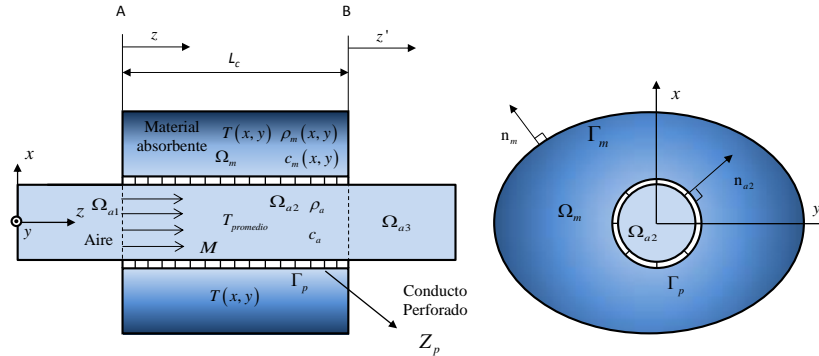 A B
z z'
L_c
Material
absorbente
T(x, y) ρ_m(x, y)
Ω_m c_m(x, y)
x
Ω_a1 Ω_a2 ρ_a
z T_promedio Ω_a3
y Aire M c_a
Γ_p
T(x, y)
Conducto
Perforado
Z_p
x
n_m Γ_m
n_a2
Ω_m Ω_a2 y
Γ_p